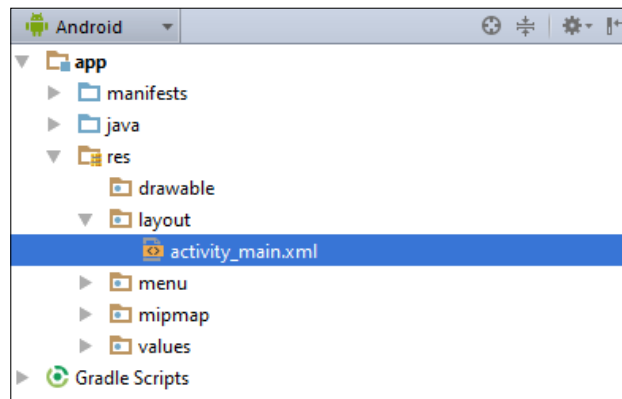 Android
app
manifests
java
res
drawable
layout
activity_main.xml
menu
mipmap
values
Gradle Scripts